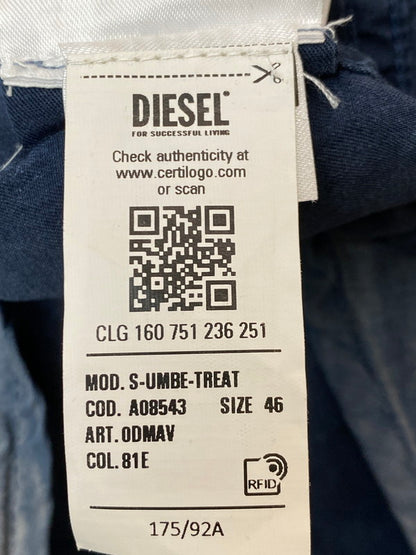 DIESEL
FOR SUCCESSFUL LIVING
Check authenticity at
www.certilogo.com
or scan
CLG 160 751 236 251
MOD. S-UMBE-TREAT
COD. A08543 SIZE 46
ART. 0DMAV
COL. 81E
RFID
175/92A